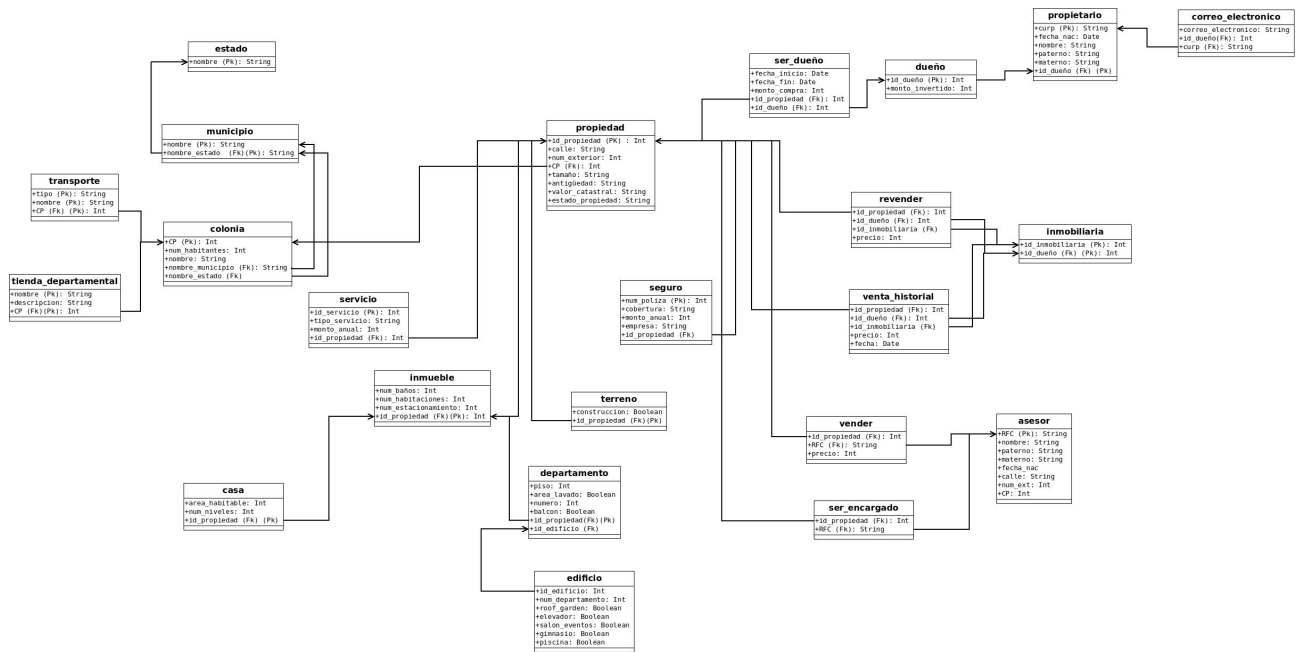 estado
+nombre (Pk): String
municipio
+nombre (Pk): String
+nombre_estado  (Fk)(Pk): String
transporte
+tipo (Pk): String
+nombre (Pk): String
+CP (Fk) (Pk): Int
colonia
+CP (Pk): Int
+num_habitantes: Int
+nombre: String
+nombre_municipio (Fk): String
+nombre_estado (Fk)
tienda_departamental
+nombre (Pk): String
+descripcion: String
+CP (Fk)(Pk): Int
servicio
+id_servicio (Pk): Int
+tipo_servicio: String
+monto_anual: Int
+id_propiedad (Fk): Int
inmueble
+num_baños: Int
+num_habitaciones: Int
+num_estacionamiento: Int
+id_propiedad (Fk)(Pk): Int
casa
+area_habitable: Int
+num_niveles: Int
+id_propiedad (Fk) (Pk)
propiedad
+id_propiedad (PK) : Int
+calle: String
+num_exterior: Int
+CP (Fk): Int
+tamaño: String
+antigüedad: String
+valor_catastral: String
+estado_propiedad: String
terreno
+construccion: Boolean
+id_propiedad (Fk)(Pk)
departamento
+piso: Int
+area_lavado: Boolean
+numero: Int
+balcon: Boolean
+id_propiedad(Fk)(Pk)
+id_edificio (Fk)
edificio
+id_edificio: Int
+num_departamento: Int
+roof_garden: Boolean
+elevador: Boolean
+salon_eventos: Boolean
+gimnasio: Boolean
+piscina: Boolean
seguro
+num_poliza (Pk): Int
+cobertura: String
+monto_anual: Int
+empresa: String
+id_propiedad (Fk)
ser_dueño
+fecha_inicio: Date
+fecha_fin: Date
+monto_compra: Int
+id_propiedad (Fk): Int
+id_dueño (Fk): Int
dueño
+id_dueño (Pk): Int
+monto_invertido: Int
propietario
+curp (Pk): String
+fecha_nac: Date
+nombre: String
+paterno: String
+materno: String
+id_dueño (Fk) (Pk)
correo_electronico
+correo_electronico: String
+id_dueño(Fk): Int
+curp (Fk): String
revender
+id_propiedad (Fk): Int
+id_dueño (Fk): Int
+id_inmobiliaria (Fk)
+precio: Int
inmobiliaria
+id_inmobiliaria (Pk): Int
+id_dueño (Fk) (Pk): Int
venta_historial
+id_propiedad (Fk): Int
+id_dueño (Fk): Int
+id_inmobiliaria (Fk)
+precio: Int
+fecha: Date
vender
+id_propiedad (Fk): Int
+RFC (Fk): String
+precio: Int
asesor
+RFC (Pk): String
+nombre: String
+paterno: String
+materno: String
+fecha_nac
+calle: String
+num_ext: Int
+CP: Int
ser_encargado
+id_propiedad (Fk): Int
+RFC (Fk): String